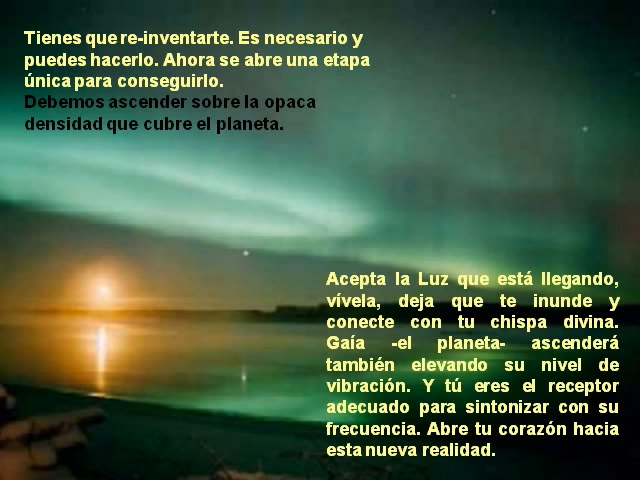 Tienes que re-inventarte. Es necesario y
puedes hacerlo. Ahora se abre una etapa
única para conseguirlo.
Debemos ascender sobre la opaca
densidad que cubre el planeta.
Acepta la Luz que está llegando,
vívela, deja que te inunde y
conecte con tu chispa divina.
Gaía -el planeta- ascenderá
también elevando su nivel de
vibración. Y tú eres el receptor
adecuado para sintonizar con su
frecuencia. Abre tu corazón hacia
esta nueva realidad.